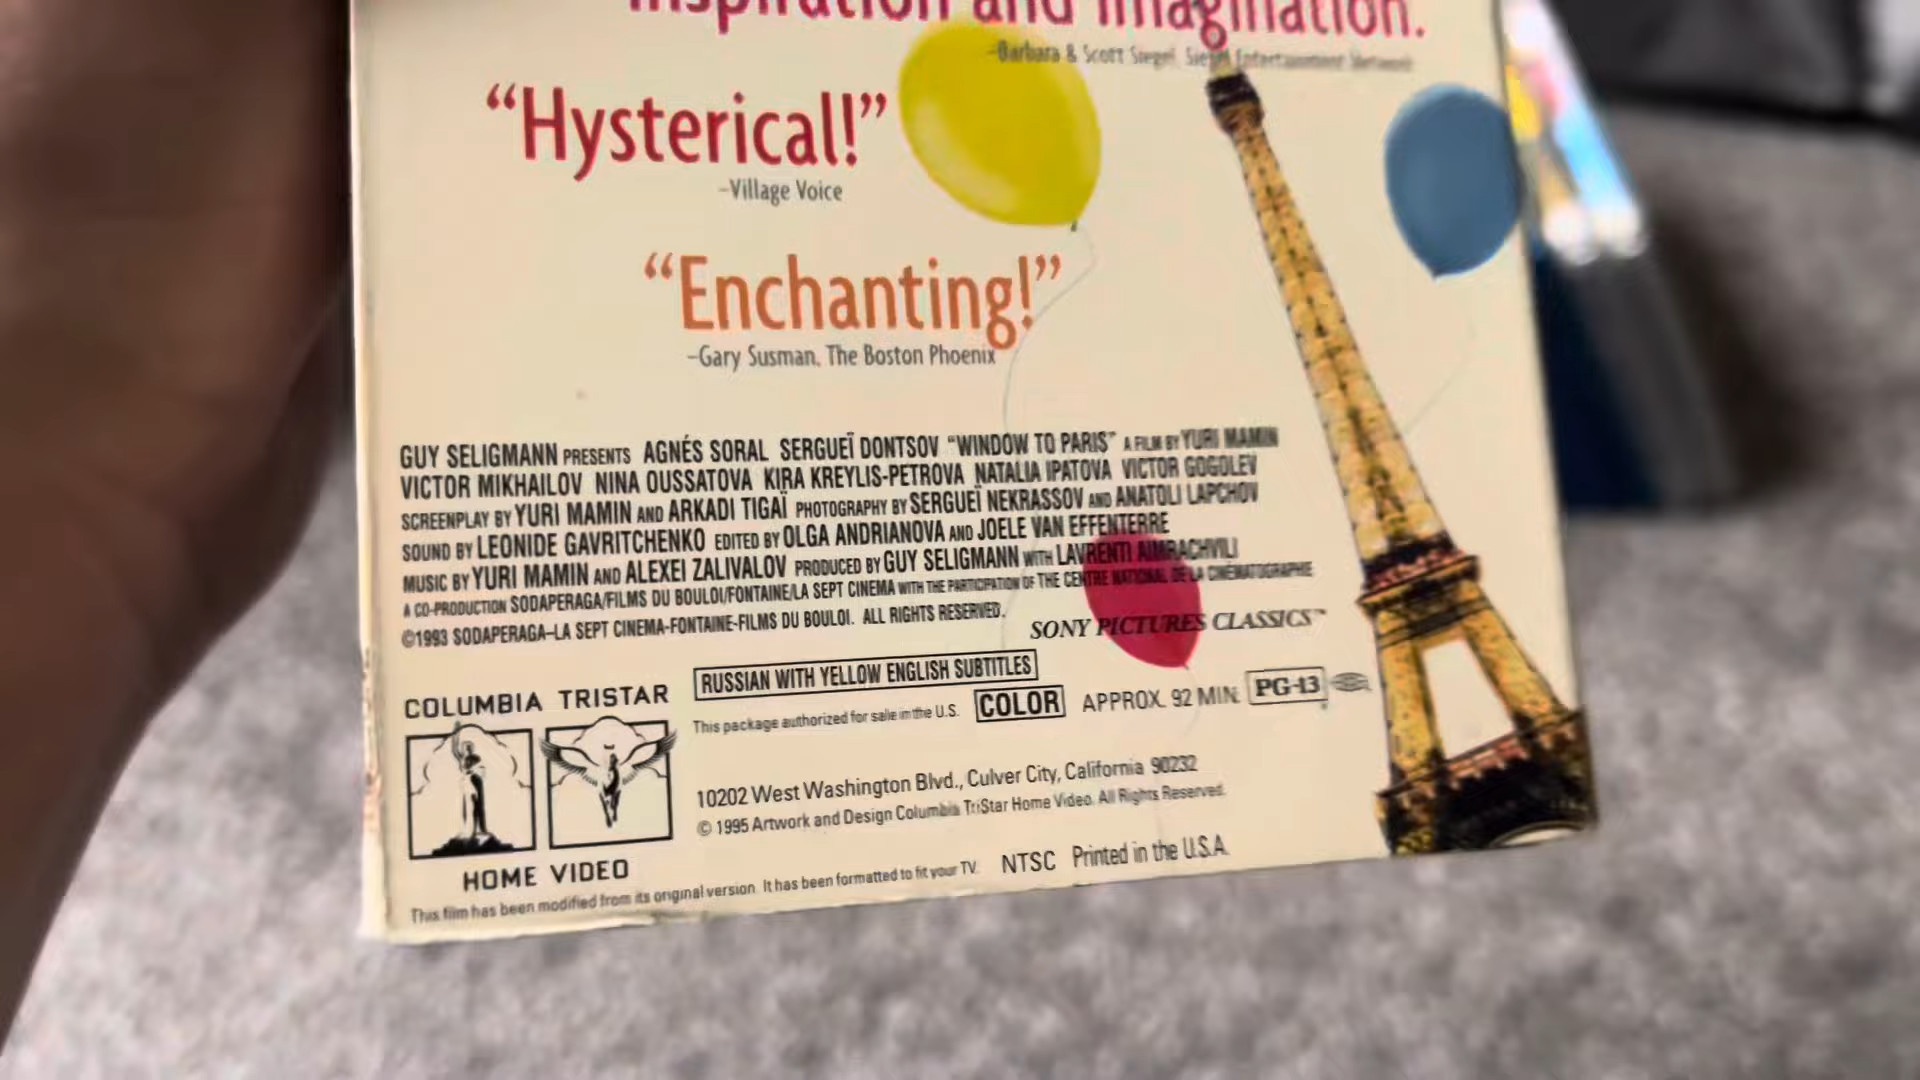 inspiration and imagination.
–Barbara & Scott Siegel, Siegel Entertainment Network
“Hysterical!”
–Village Voice
“Enchanting!”
–Gary Susman, The Boston Phoenix
GUY SELIGMANN PRESENTS AGNÉS SORAL SERGUEÏ DONTSOV “WINDOW TO PARIS” A FILM BY YURI MAMIN
VICTOR MIKHAILOV NINA OUSSATOVA KIRA KREYLIS-PETROVA NATALIA IPATOVA VICTOR GOGOLEV
SCREENPLAY BY YURI MAMIN AND ARKADI TIGAÏ PHOTOGRAPHY BY SERGUEÏ NEKRASSOV AND ANATOLI LAPCHOV
SOUND BY LEONIDE GAVRITCHENKO EDITED BY OLGA ANDRIANOVA AND JOELE VAN EFFENTERRE
MUSIC BY YURI MAMIN AND ALEXEI ZALIVALOV PRODUCED BY GUY SELIGMANN WITH LAVRENTI AIMRACHVILI
A CO-PRODUCTION SODAPERAGA/FILMS DU BOULOI/FONTAINE/LA SEPT CINEMA WITH THE PARTICIPATION OF THE CENTRE NATIONAL DE LA CINEMATOGRAPHIE
©1993 SODAPERAGA–LA SEPT CINEMA-FONTAINE-FILMS DU BOULOI. ALL RIGHTS RESERVED.
SONY PICTURES CLASSICS™
COLUMBIA TRISTAR
HOME VIDEO
RUSSIAN WITH YELLOW ENGLISH SUBTITLES
This package authorized for sale in the U.S. COLOR APPROX. 92 MIN. PG-13
10202 West Washington Blvd., Culver City, California 90232
© 1995 Artwork and Design Columbia TriStar Home Video. All Rights Reserved.
This film has been modified from its original version. It has been formatted to fit your TV. NTSC Printed in the U.S.A.